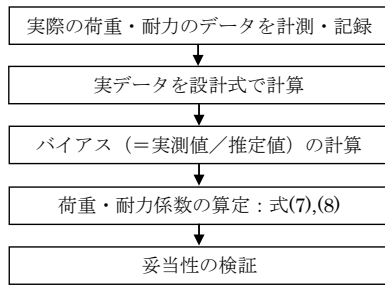 実際の荷重・耐力のデータを計測・記録
実データを設計式で計算
バイアス（＝実測値／推定値）の計算
荷重・耐力係数の算定：式(7),(8)
妥当性の検証